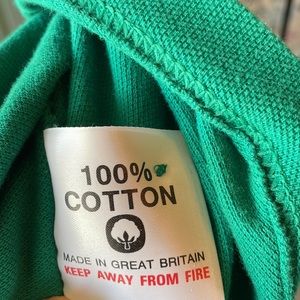 100%
COTTON
MADE IN GREAT BRITAIN
KEEP AWAY FROM FIRE